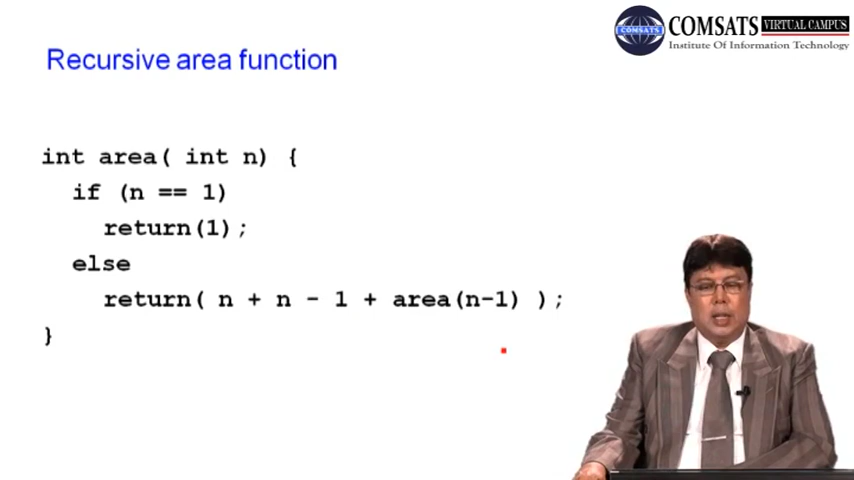 COMSATS VIRTUAL CAMPUS
Institute Of Information Technology
COMSATS
Recursive area function
int area( int n) {
if (n == 1)
return(1);
else
return( n + n - 1 + area(n-1) );
}